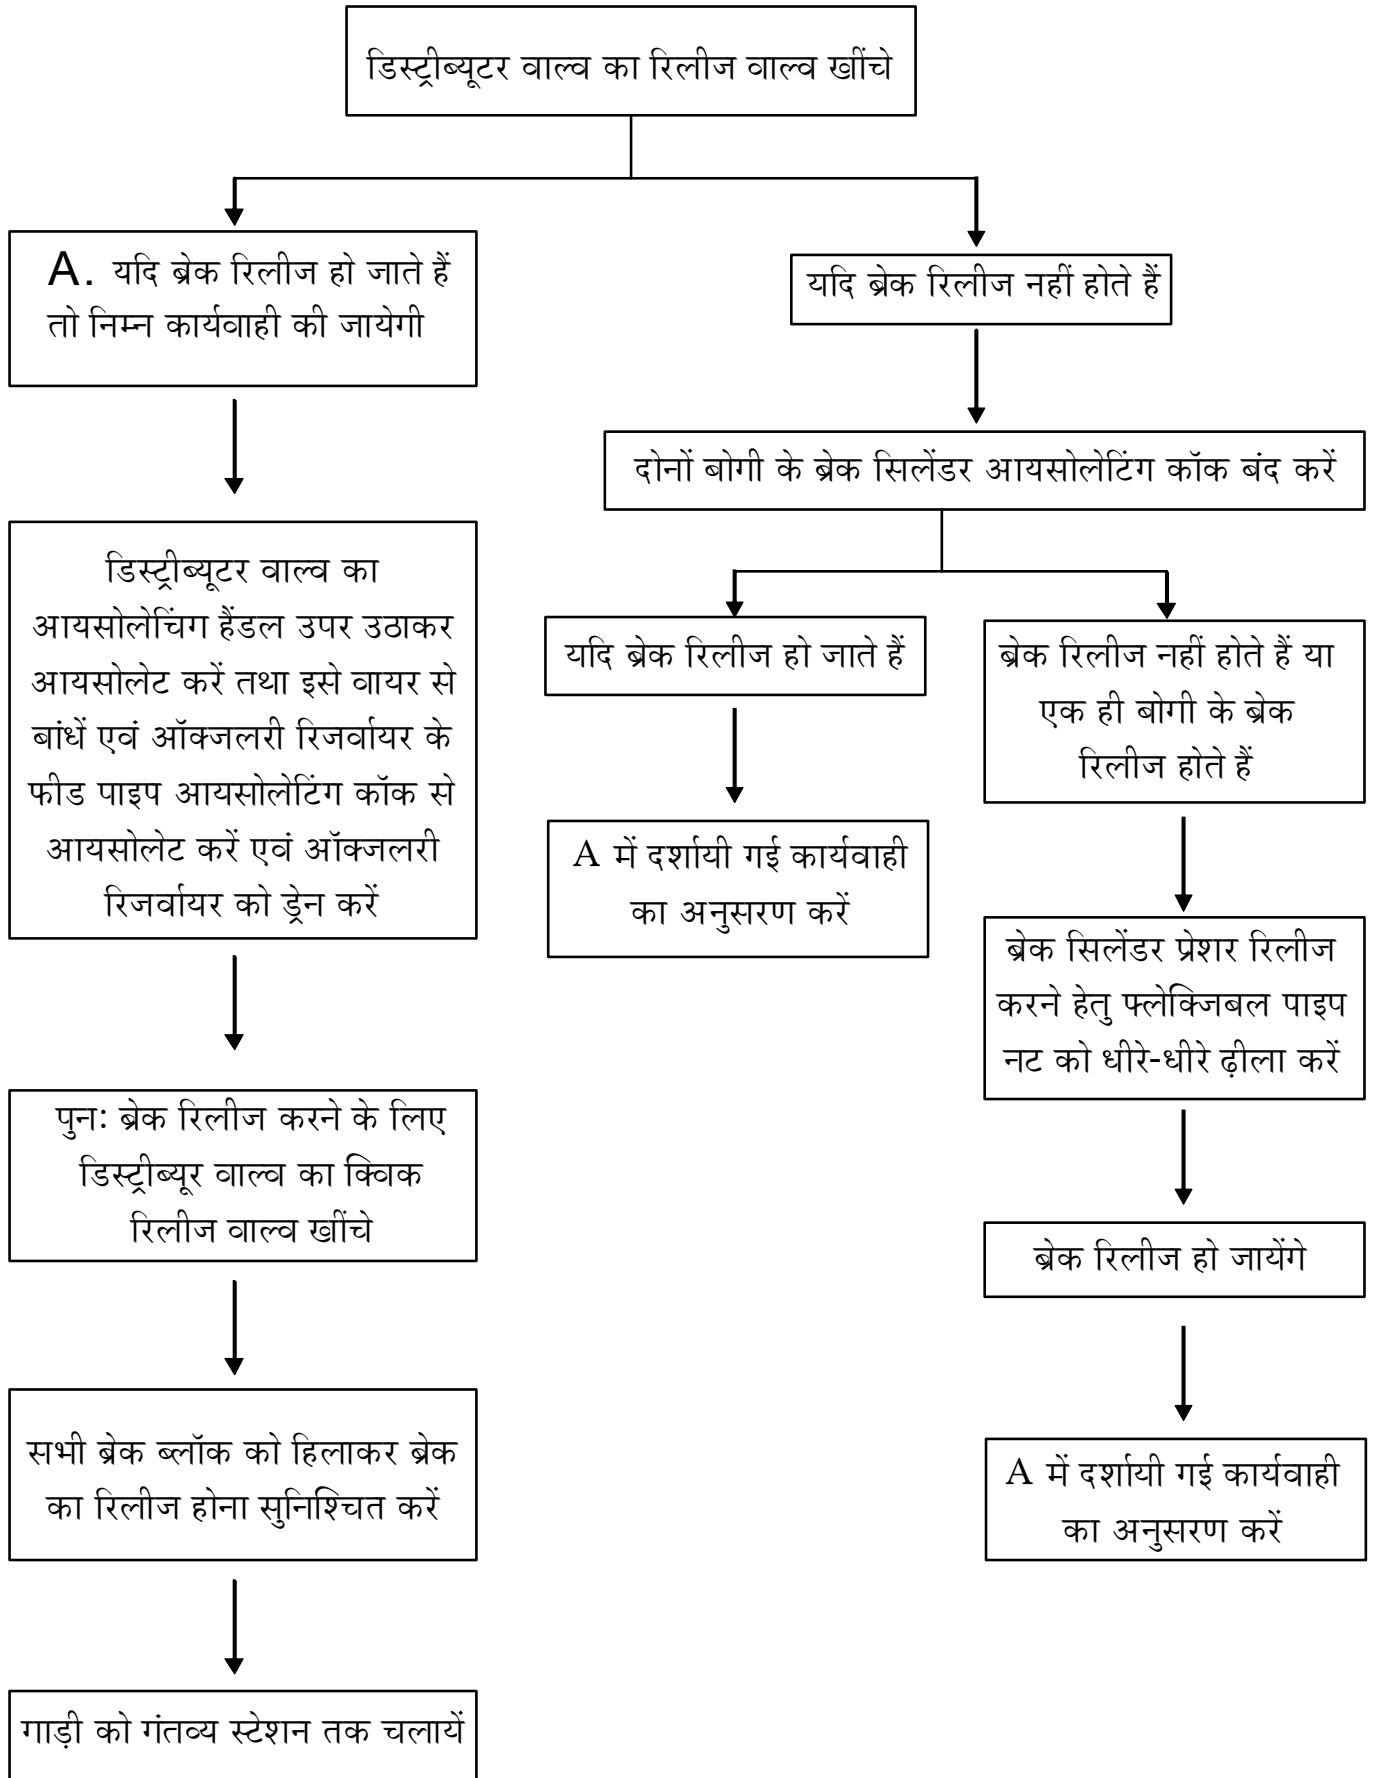 डिस्ट्रीब्यूटर वाल्व का रिलीज वाल्व खींचे
A. यदि ब्रेक रिलीज हो जाते हैं
तो निम्न कार्यवाही की जायेगी
डिस्ट्रीब्यूटर वाल्व का
आयसोलेचिंग हैंडल उपर उठाकर
आयसोलेट करें तथा इसे वायर से
बांधें एवं ऑक्जलरी रिजर्वायर के
फीड पाइप आयसोलेटिंग कॉक से
आयसोलेट करें एवं ऑक्जलरी
रिजर्वायर को ड्रेन करें
पुन: ब्रेक रिलीज करने के लिए
डिस्ट्रीब्यूर वाल्व का क्विक
रिलीज वाल्व खींचे
सभी ब्रेक ब्लॉक को हिलाकर ब्रेक
का रिलीज होना सुनिश्चित करें
गाड़ी को गंतव्य स्टेशन तक चलायें
यदि ब्रेक रिलीज नहीं होते हैं
दोनों बोगी के ब्रेक सिलेंडर आयसोलेटिंग कॉक बंद करें
यदि ब्रेक रिलीज हो जाते हैं
A में दर्शायी गई कार्यवाही
का अनुसरण करें
ब्रेक रिलीज नहीं होते हैं या
एक ही बोगी के ब्रेक
रिलीज होते हैं
ब्रेक सिलेंडर प्रेशर रिलीज
करने हेतु फ्लेक्जिबल पाइप
नट को धीरे-धीरे ढ़ीला करें
ब्रेक रिलीज हो जायेंगे
A में दर्शायी गई कार्यवाही
का अनुसरण करें